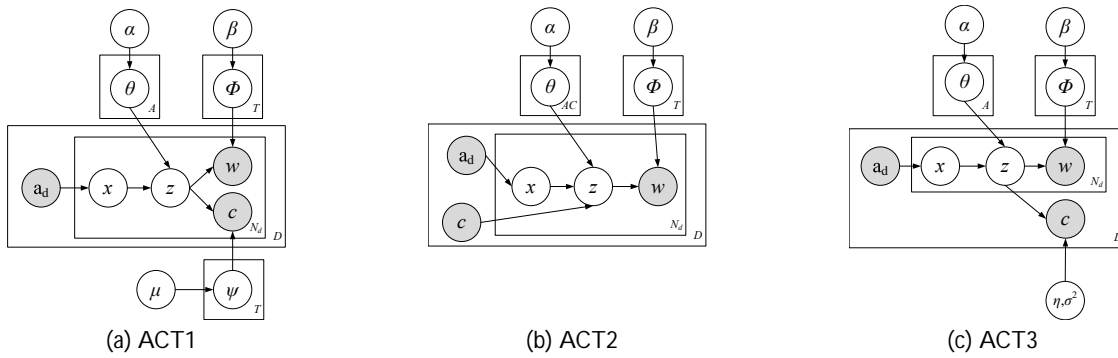 α β α β α β
θ Φ θ Φ θ Φ
A T AC T A T
a_d x z w a_d x z w a_d x z w
c N_d D c N_d D N_d c D
μ ψ T η,σ²
(a) ACT1 (b) ACT2 (c) ACT3